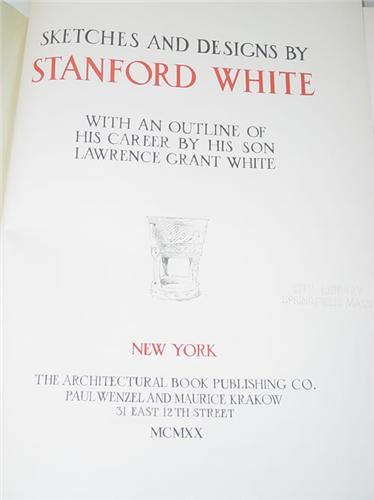 SKETCHES AND DESIGNS BY
STANFORD WHITE
WITH AN OUTLINE OF
HIS CAREER BY HIS SON
LAWRENCE GRANT WHITE
CITY LIBRARY
SPRINGFIELD MASS
NEW YORK
THE ARCHITECTURAL BOOK PUBLISHING CO.
PAUL WENZEL AND MAURICE KRAKOW
31 EAST 12TH STREET
MCMXX